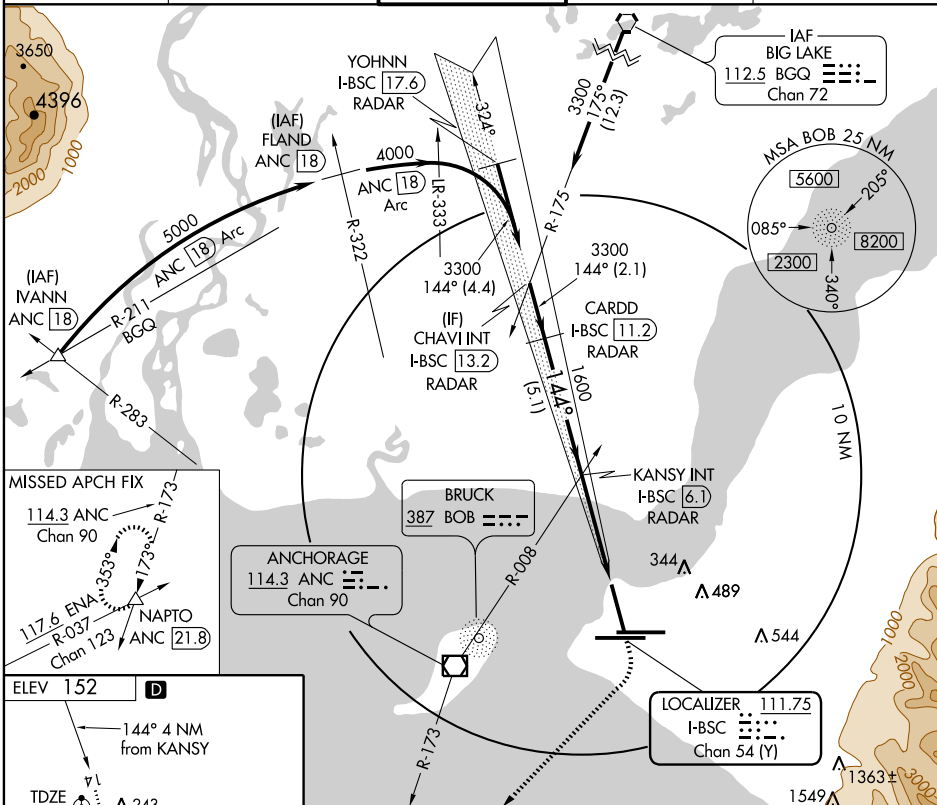 3650
4396
2000
1000
YOHNN
I-BSC 17.6
RADAR
324°
3300
175°
(12.3)
IAF
BIG LAKE
112.5 BGQ
Chan 72
(IAF)
FLAND
ANC 18
4000
ANC 18
Arc
LR-333
R-322
R-175
MSA BOB 25 NM
5600
205°
085°
8200
2300
340°
5000
ANC 18 Arc
R-211
BGQ
(IAF)
IVANN
ANC 18
R-283
3300
144° (4.4)
3300
144° (2.1)
(IF)
CHAVI INT
I-BSC 13.2
RADAR
CARDD
I-BSC 11.2
RADAR
144°
1600
(5.1)
10 NM
MISSED APCH FIX
114.3 ANC
Chan 90
R-173
353°
173°
117.6 ENA
R-037
Chan 123
NAPTO
ANC 21.8
BRUCK
387 BOB
KANSY INT
I-BSC 6.1
RADAR
ANCHORAGE
114.3 ANC
Chan 90
R-008
344
489
544
R-173
LOCALIZER 111.75
I-BSC
Chan 54 (Y)
1000
2000
3000
1363±
1549
ELEV 152 D
144° 4 NM
from KANSY
14
TDZE
243